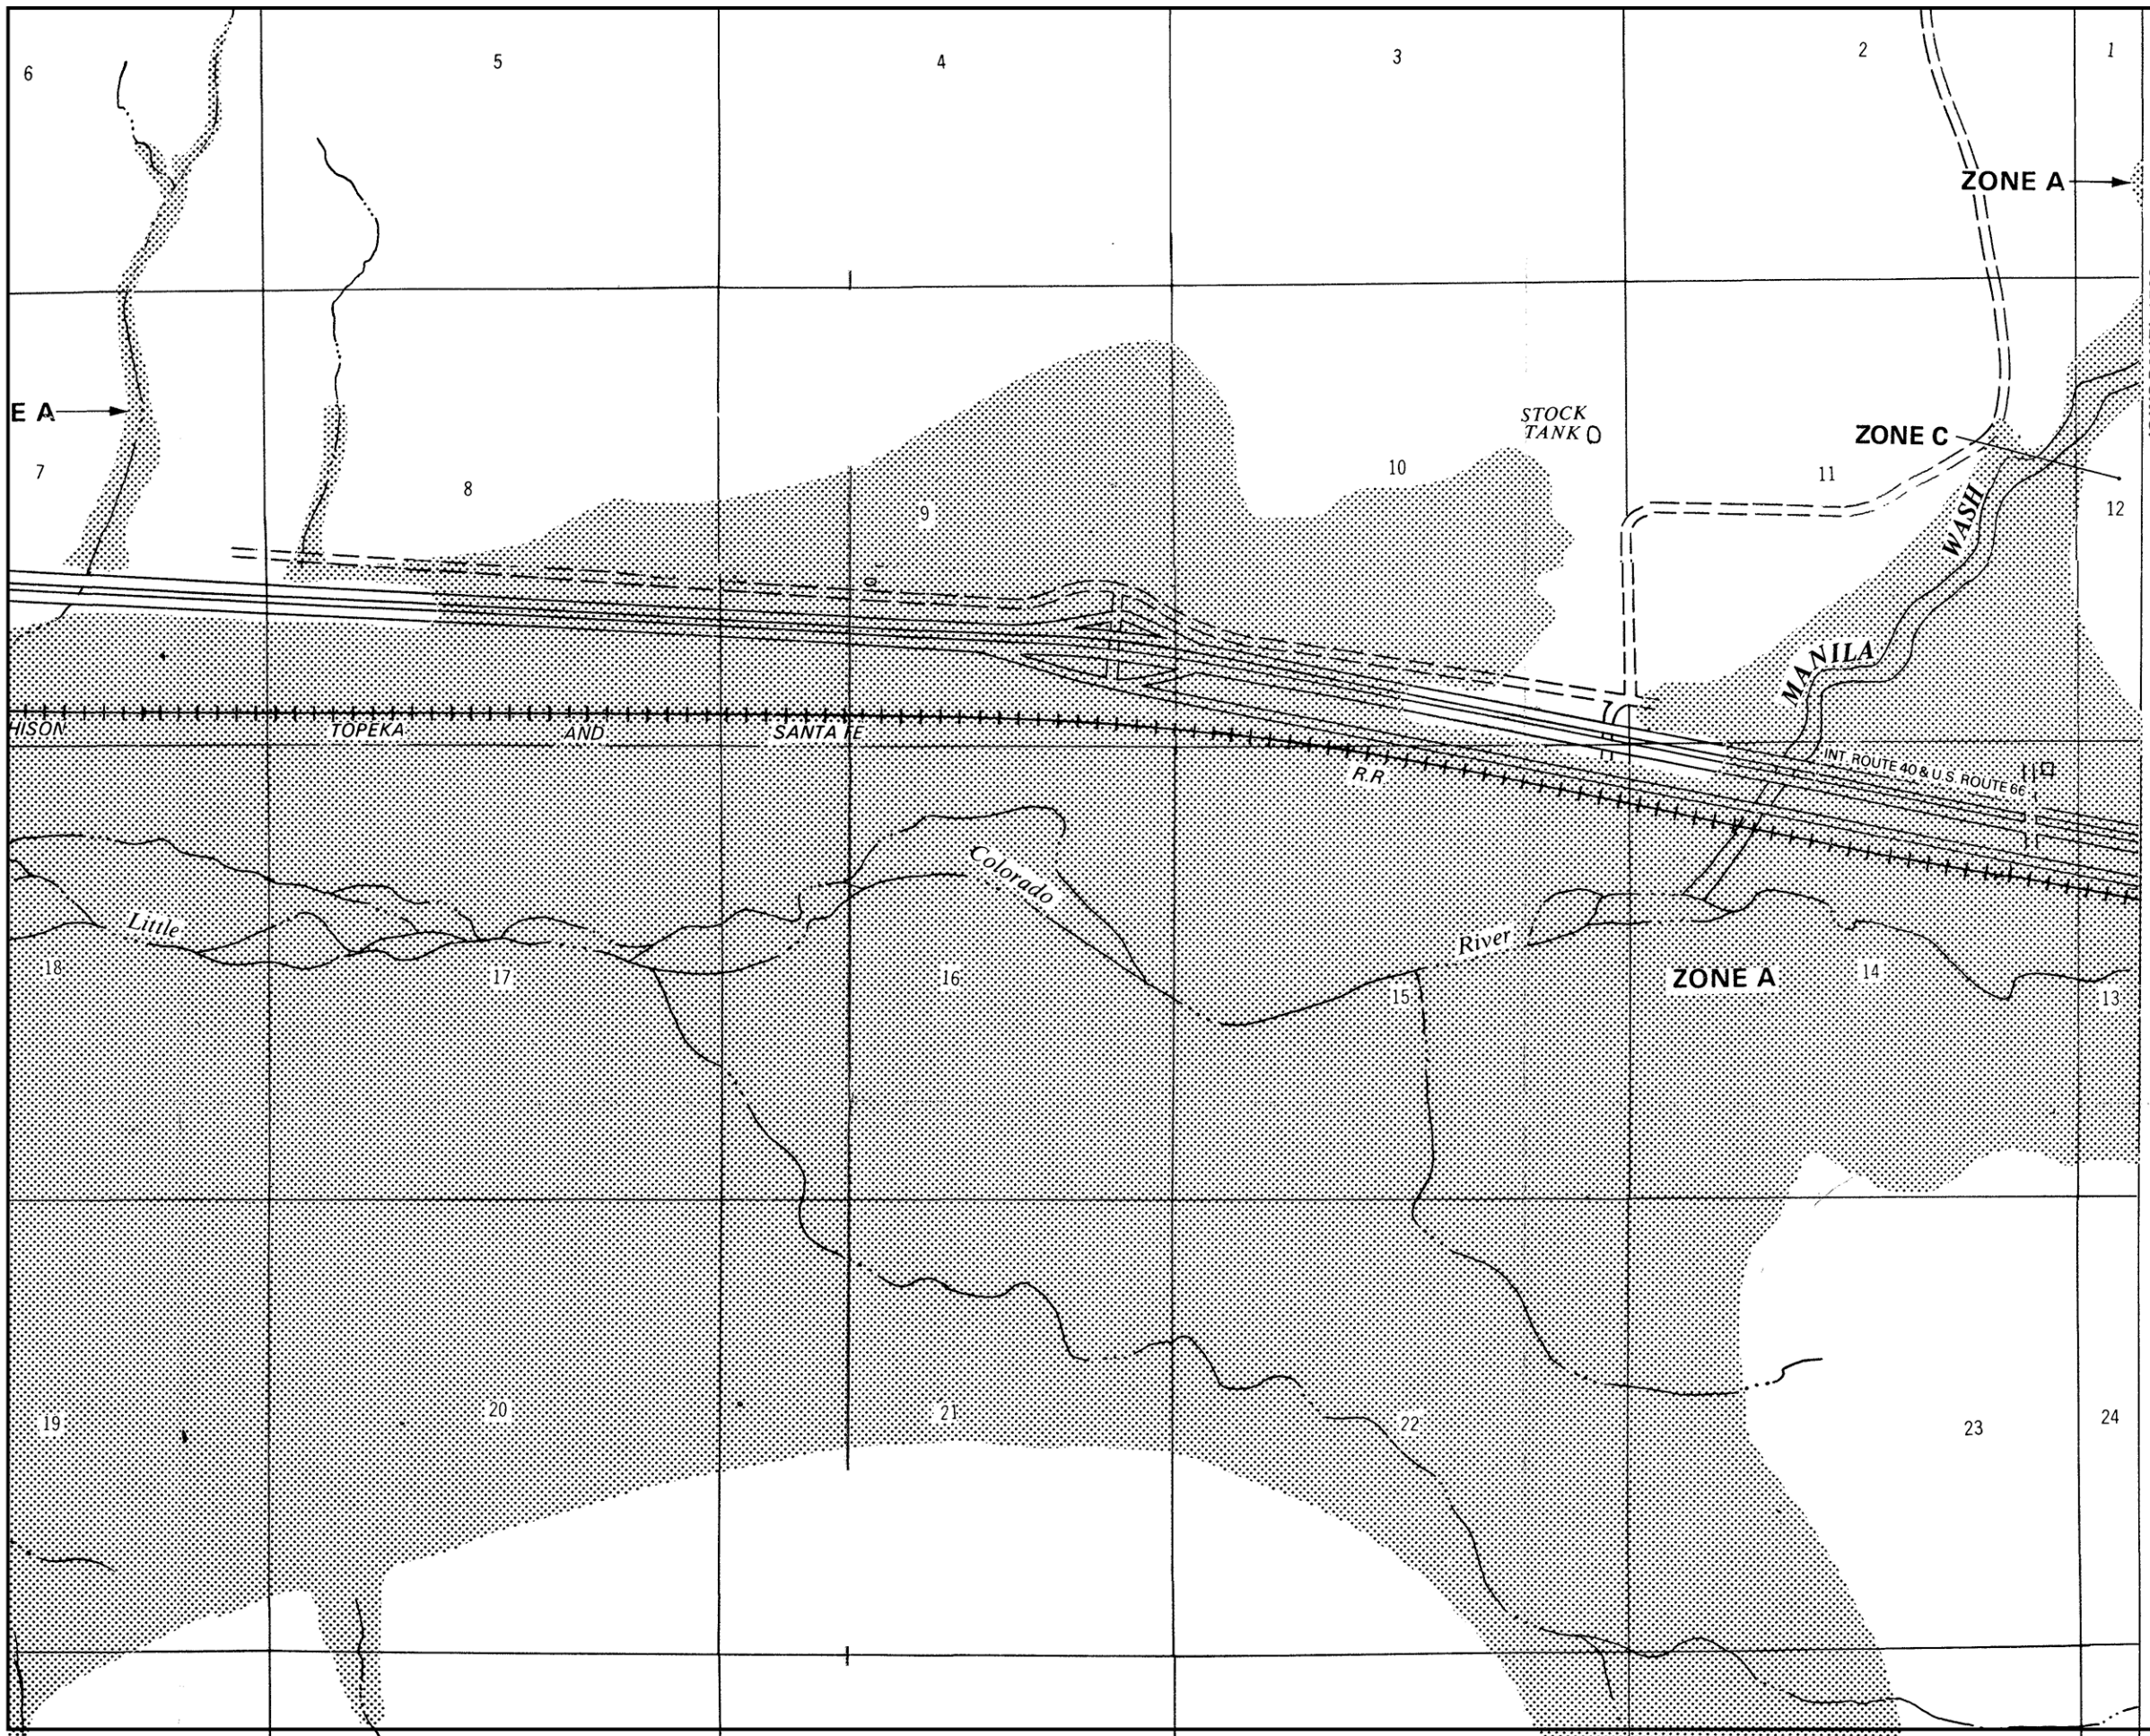 6
5
4
3
2
1
ZONE A
E A
STOCK
TANK
ZONE C
7
8
9
10
11
12
WASH
MANILA
HISON
TOPEKA
AND
SANTA FE
R R
INT. ROUTE 40 & U.S. ROUTE 66
Little
Colorado
River
18
17
16
15
ZONE A
14
13
19
20
21
22
23
24